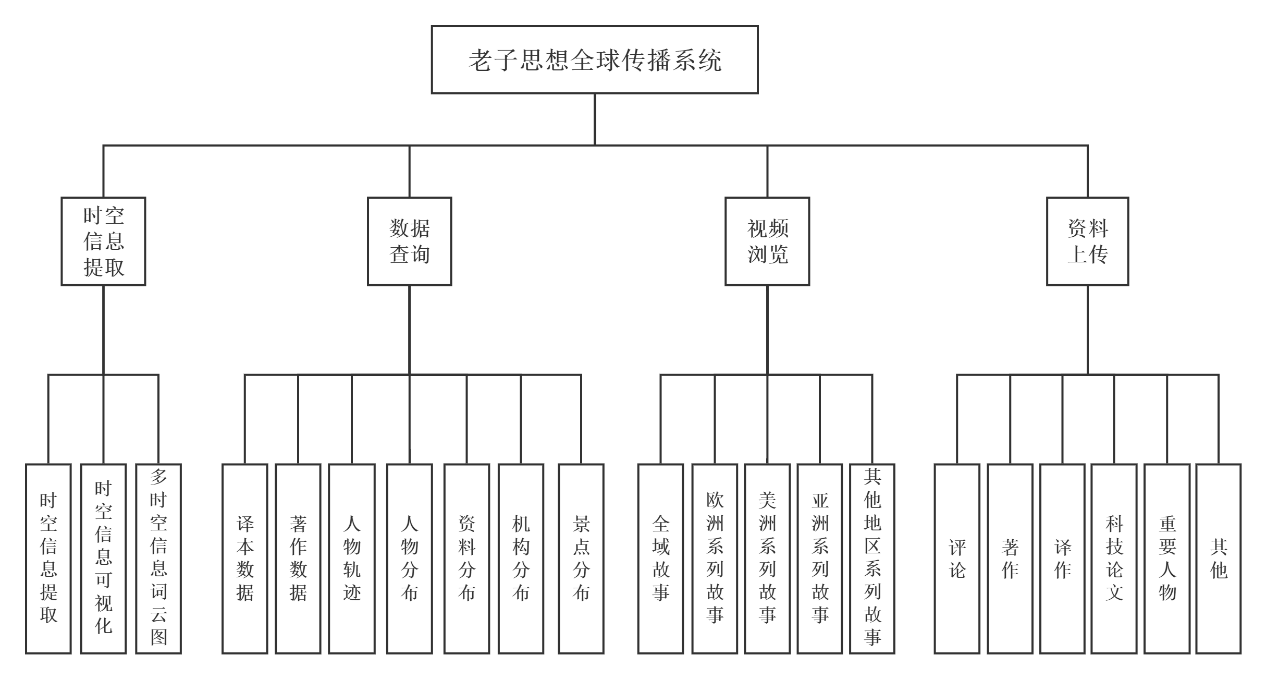 老子思想全球传播系统
时空
信息
提取
数据
查询
视频
浏览
资料
上传
时空信息提取
时空信息可视化
多时空信息词云图
译本数据
著作数据
人物轨迹
人物分布
资料分布
机构分布
景点分布
全域故事
欧洲系列故事
美洲系列故事
亚洲系列故事
其他地区系列故事
评论
著作
译作
科技论文
重要人物
其他